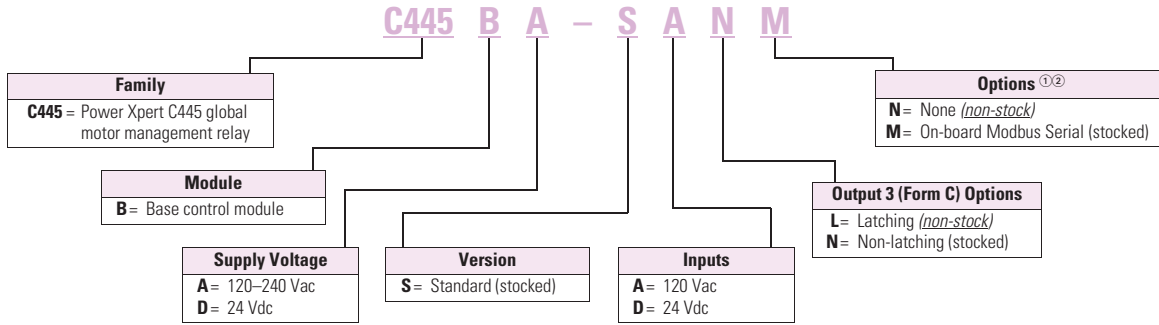 C445 B A – S A N M
Family
C445 = Power Xpert C445 global
motor management relay
Module
B = Base control module
Supply Voltage
A = 120–240 Vac
D = 24 Vdc
Version
S = Standard (stocked)
Inputs
A = 120 Vac
D = 24 Vdc
Output 3 (Form C) Options
L = Latching (non-stock)
N = Non-latching (stocked)
Options ①②
N = None (non-stock)
M = On-board Modbus Serial (stocked)